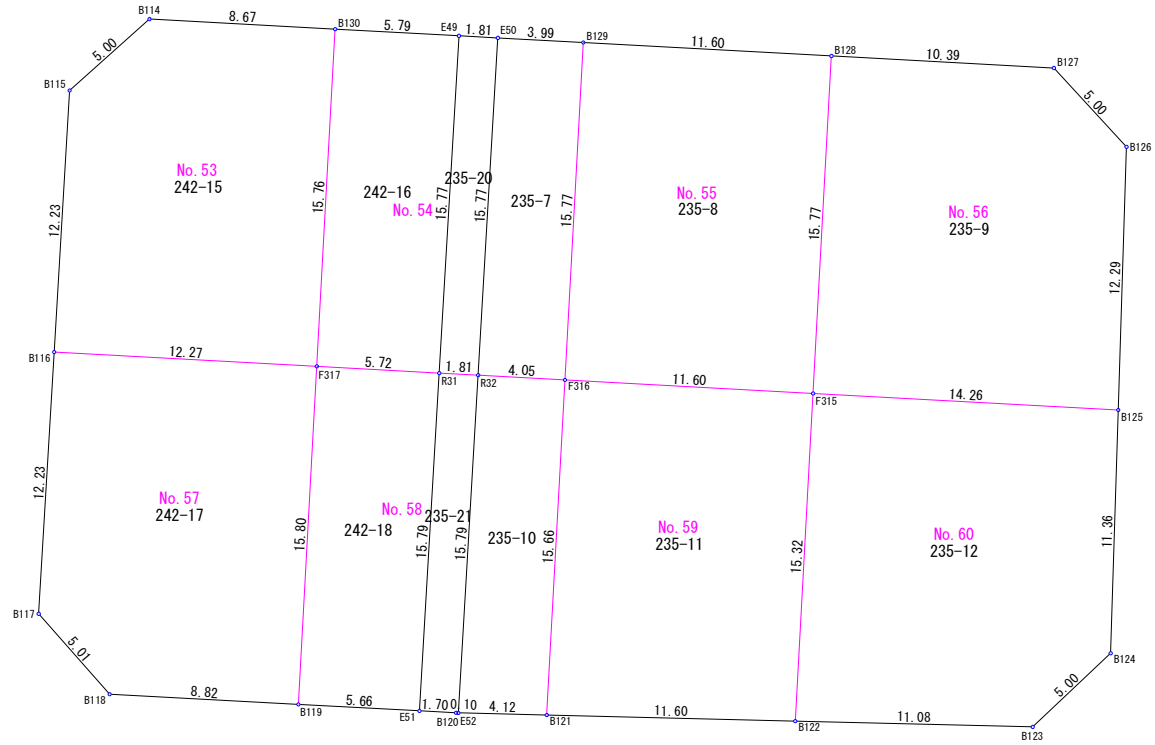 B114
8.67
B130
5.79
E49
1.81
E50
3.99
B129
11.60
B128
10.39
B127
5.00
5.00
B115
B126
No.53
242-15
15.76
242-16
No.54
235-20
15.77
15.77
235-7
15.77
No.55
235-8
15.77
No.56
235-9
12.23
12.29
B116
12.27
F317
5.72
R31
1.81
R32
4.05
F316
11.60
F315
14.26
B125
12.23
No.57
242-17
15.80
No.58
242-18
235-21
15.79
15.79
235-10
15.66
No.59
235-11
15.32
No.60
235-12
11.36
B117
5.01
B124
5.00
B118
8.82
B119
5.66
E51
1.70
0.10
B120
E52
4.12
B121
11.60
B122
11.08
B123